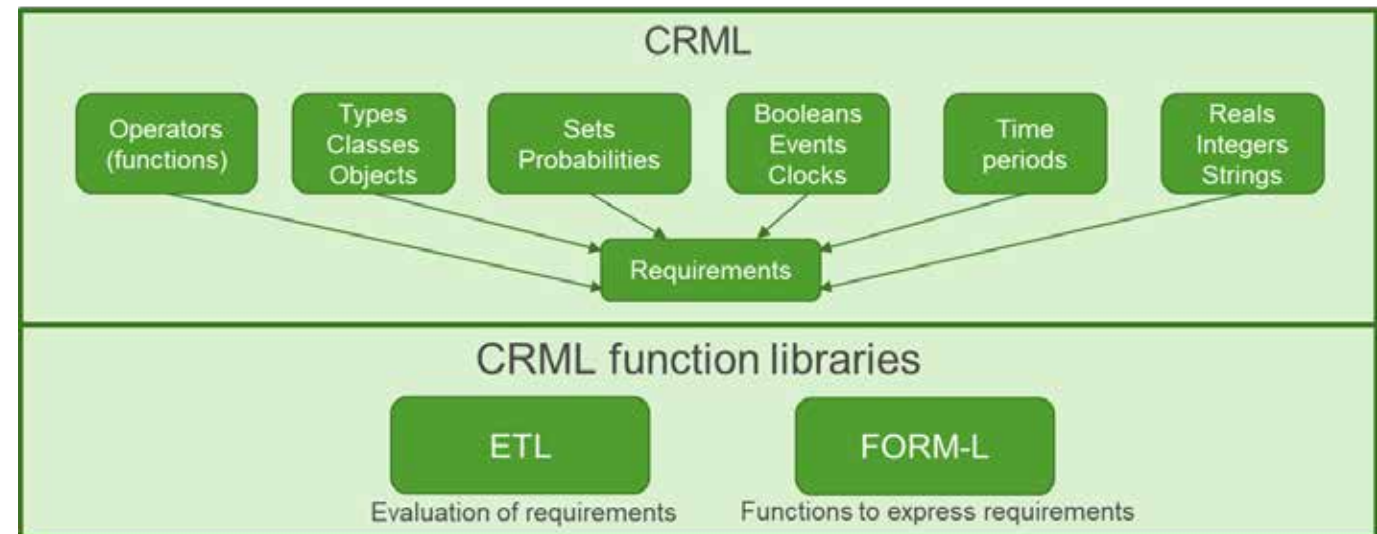 CRML
Operators
(functions)
Types
Classes
Objects
Sets
Probabilities
Booleans
Events
Clocks
Time
periods
Reals
Integers
Strings
Requirements
CRML function libraries
ETL
Evaluation of requirements
FORM-L
Functions to express requirements